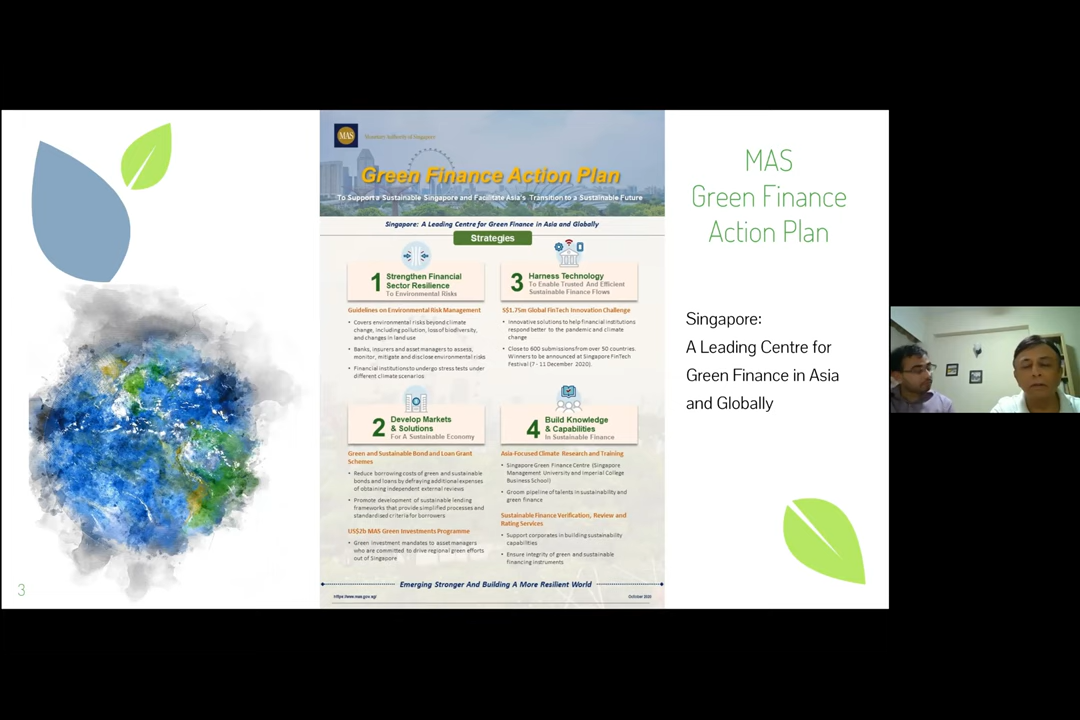 MAS
Monetary Authority of Singapore
Green Finance Action Plan
To Support a Sustainable Singapore and Facilitate Asia's Transition to a Sustainable Future
Singapore: A Leading Centre for Green Finance in Asia and Globally
Strategies
1
Strengthen Financial
Sector Resilience
To Environmental Risks
Guidelines on Environmental Risk Management
• Covers environmental risks beyond climate
change, including pollution, loss of biodiversity,
and changes in land use
• Banks, insurers and asset managers to assess,
monitor, mitigate and disclose environmental risks
• Financial Institutions to undergo stress tests under
different climate scenarios
2
Develop Markets
& Solutions
For A Sustainable Economy
Green and Sustainable Bond and Loan Grant
Schemes
• Reduce borrowing costs of green and sustainable
bonds and loans by defraying additional expenses
of obtaining independent external reviews
• Promote development of sustainable lending
frameworks that provide simplified processes and
standardised criteria for borrowers
US$2b MAS Green Investments Programme
• Green investment mandates to asset managers
who are committed to drive regional green efforts
out of Singapore
3
Harness Technology
To Enable Trusted And Efficient
Sustainable Finance Flows
S$1.75m Global FinTech Innovation Challenge
• Innovative solutions to help financial institutions
respond better to the pandemic and climate
change
• Close to 600 submissions from over 50 countries.
Winners to be announced at Singapore FinTech
Festival (7 - 11 December 2020).
4
Build Knowledge
& Capabilities
In Sustainable Finance
Asia-Focused Climate Research and Training
• Singapore Green Finance Centre (Singapore
Management University and Imperial College
Business School)
• Groom pipeline of talents in sustainability and
green finance
Sustainable Finance Verification, Review and
Rating Services
• Support corporates in building sustainability
capabilities
• Ensure integrity of green and sustainable
financing instruments
Emerging Stronger And Building A More Resilient World
https://www.mas.gov.sg/
October 2020
MAS
Green Finance
Action Plan
Singapore:
A Leading Centre for
Green Finance in Asia
and Globally
3